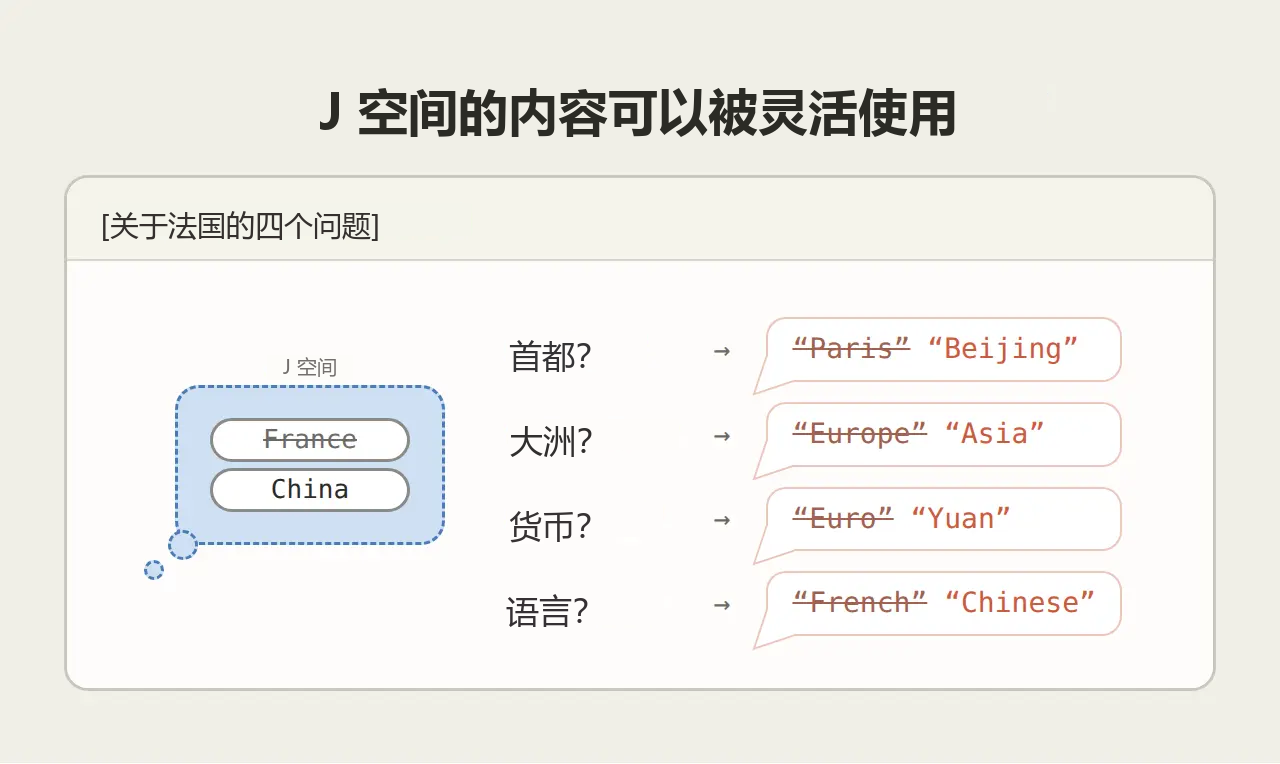 J 空间的内容可以被灵活使用
[关于法国的四个问题]
J 空间
France
China
首都? → “Paris” “Beijing”
大洲? → “Europe” “Asia”
货币? → “Euro” “Yuan”
语言? → “French” “Chinese”